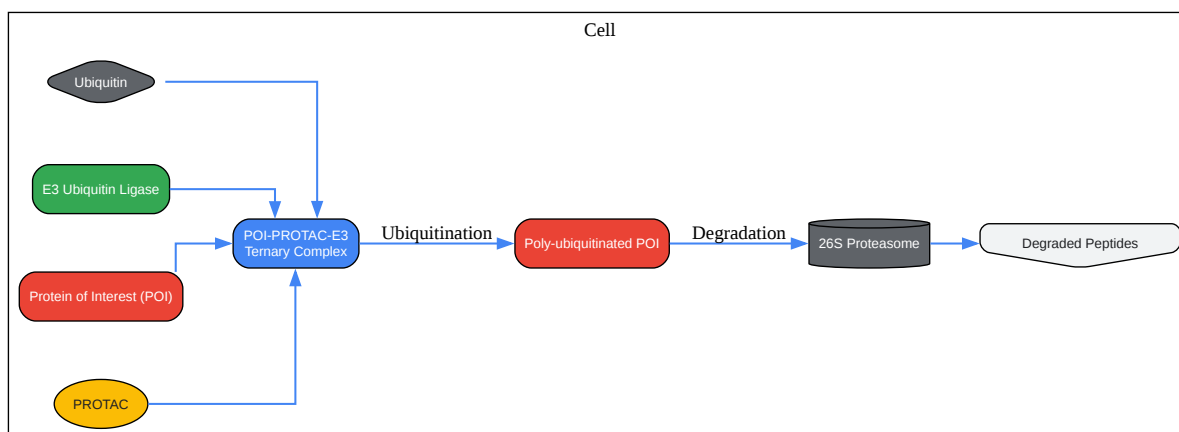 Cell
Ubiquitin
E3 Ubiquitin Ligase
POI-PROTAC-E3
Ternary Complex
Ubiquitination
Poly-ubiquitinated POI
Degradation
26S Proteasome
Degraded Peptides
Protein of Interest (POI)
PROTAC